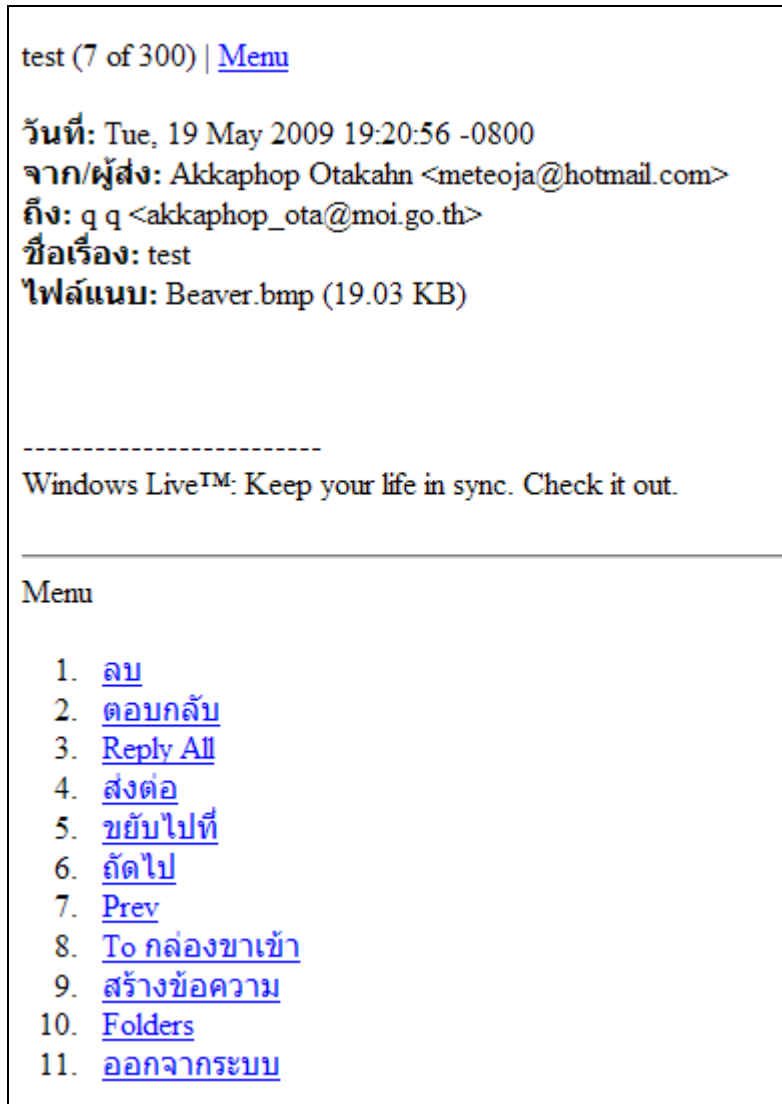 test (7 of 300) | Menu
วันที่: Tue, 19 May 2009 19:20:56 -0800
จาก/ผู้ส่ง: Akkaphop Otakahn <meteoja@hotmail.com>
ถึง: q q <akkaphop_ota@moi.go.th>
ชื่อเรื่อง: test
ไฟล์แนบ: Beaver.bmp (19.03 KB)
-------------------------
Windows Live™: Keep your life in sync. Check it out.
Menu
1. ลบ
2. ตอบกลับ
3. Reply All
4. ส่งต่อ
5. ขยับไปที่
6. ถัดไป
7. Prev
8. To กล่องขาเข้า
9. สร้างข้อความ
10. Folders
11. ออกจากระบบ